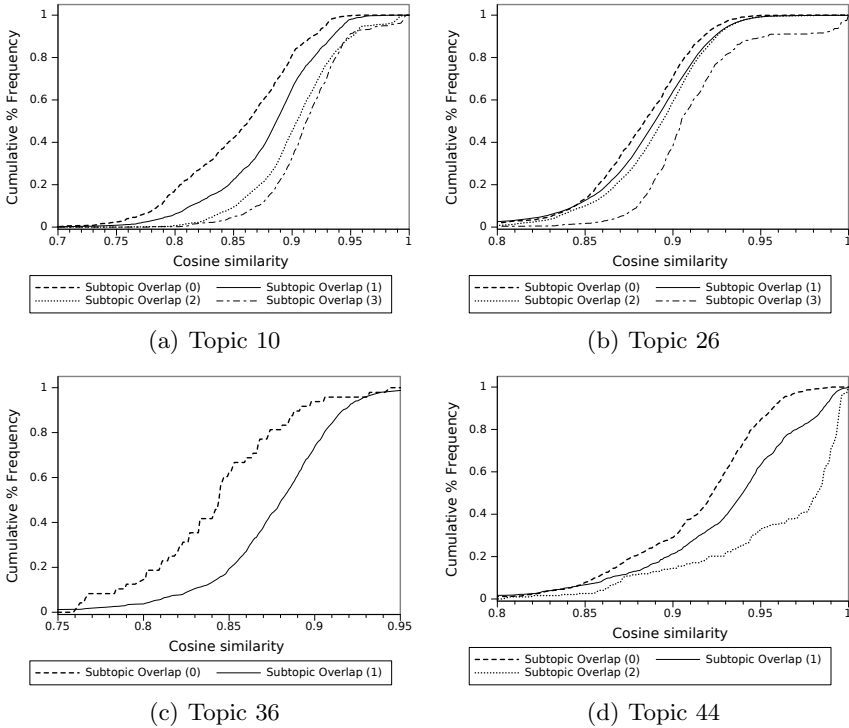 Cumulative % Frequency
1
0.8
0.6
0.4
0.2
0
0.7 0.75 0.8 0.85 0.9 0.95 1
Cosine similarity
Subtopic Overlap (0) Subtopic Overlap (1)
Subtopic Overlap (2) Subtopic Overlap (3)
(a) Topic 10
Cumulative % Frequency
1
0.8
0.6
0.4
0.2
0
0.8 0.85 0.9 0.95 1
Cosine similarity
Subtopic Overlap (0) Subtopic Overlap (1)
Subtopic Overlap (2) Subtopic Overlap (3)
(b) Topic 26
Cumulative % Frequency
1
0.8
0.6
0.4
0.2
0
0.75 0.8 0.85 0.9 0.95
Cosine similarity
Subtopic Overlap (0) Subtopic Overlap (1)
(c) Topic 36
Cumulative % Frequency
1
0.8
0.6
0.4
0.2
0
0.8 0.85 0.9 0.95 1
Cosine similarity
Subtopic Overlap (0) Subtopic Overlap (1)
Subtopic Overlap (2)
(d) Topic 44